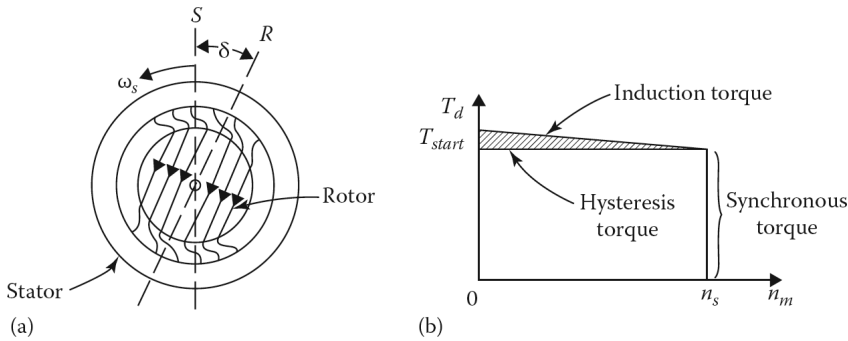 S
R
δ
ω_s
Rotor
Stator
(a)
T_d
Induction torque
T_start
Hysteresis
torque
Synchronous
torque
0
n_s
n_m
(b)